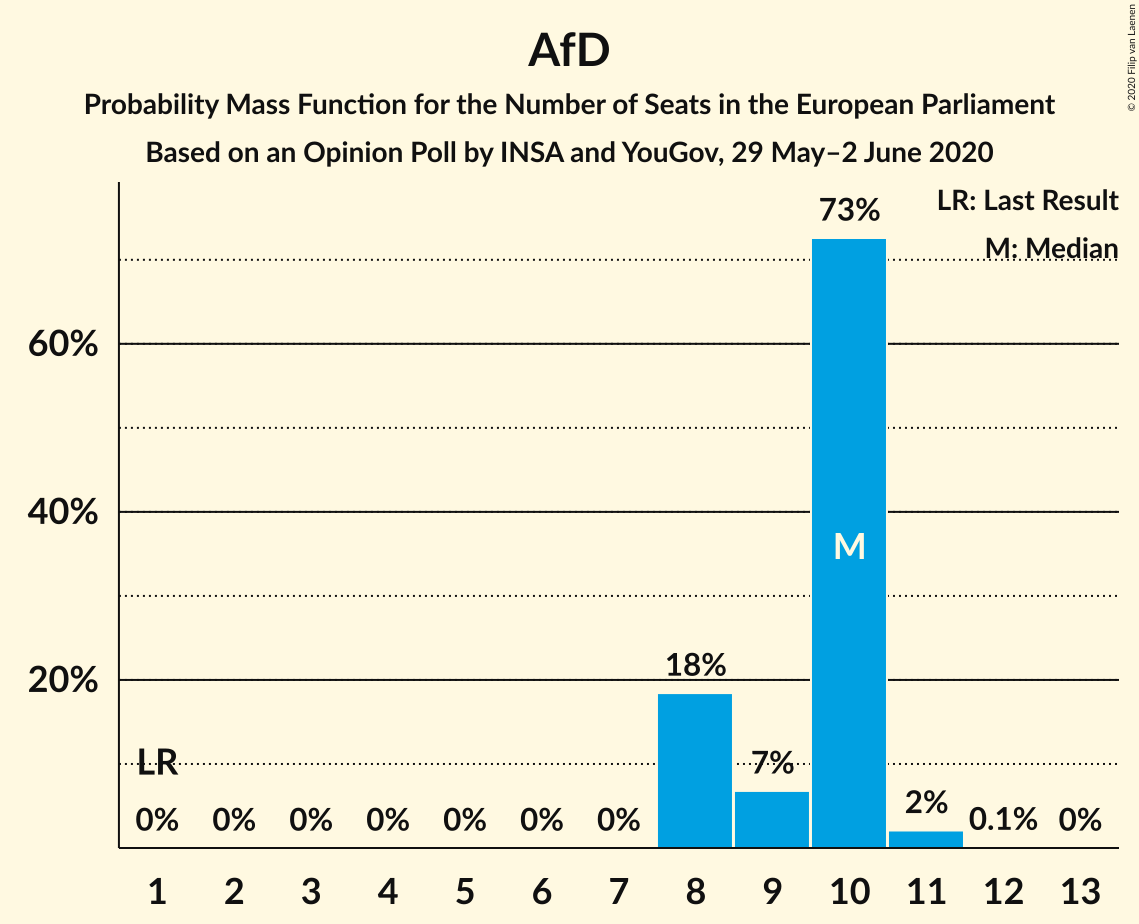 AfD
Probability Mass Function for the Number of Seats in the European Parliament
Based on an Opinion Poll by INSA and YouGov, 29 May–2 June 2020
© 2020 Filip van Laenen
LR: Last Result
M: Median
73%
60%
40%
M
20%
18%
LR
7%
0% 0% 0% 0% 0% 0% 0% 2% 0.1% 0%
1 2 3 4 5 6 7 8 9 10 11 12 13